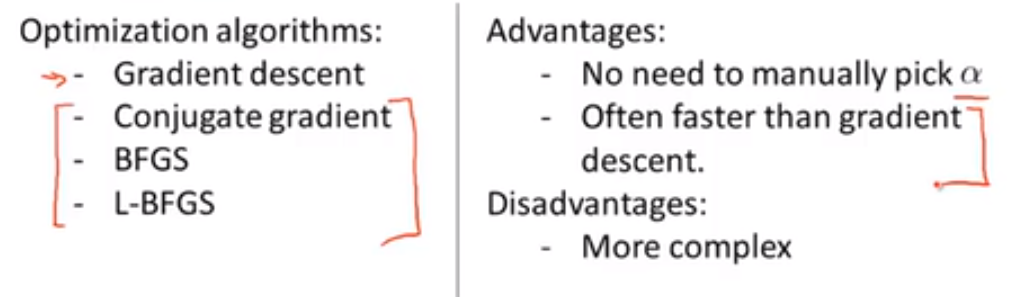 Optimization algorithms:
- Gradient descent
- Conjugate gradient
- BFGS
- L-BFGS
Advantages:
- No need to manually pick α
- Often faster than gradient
descent.
Disadvantages:
- More complex